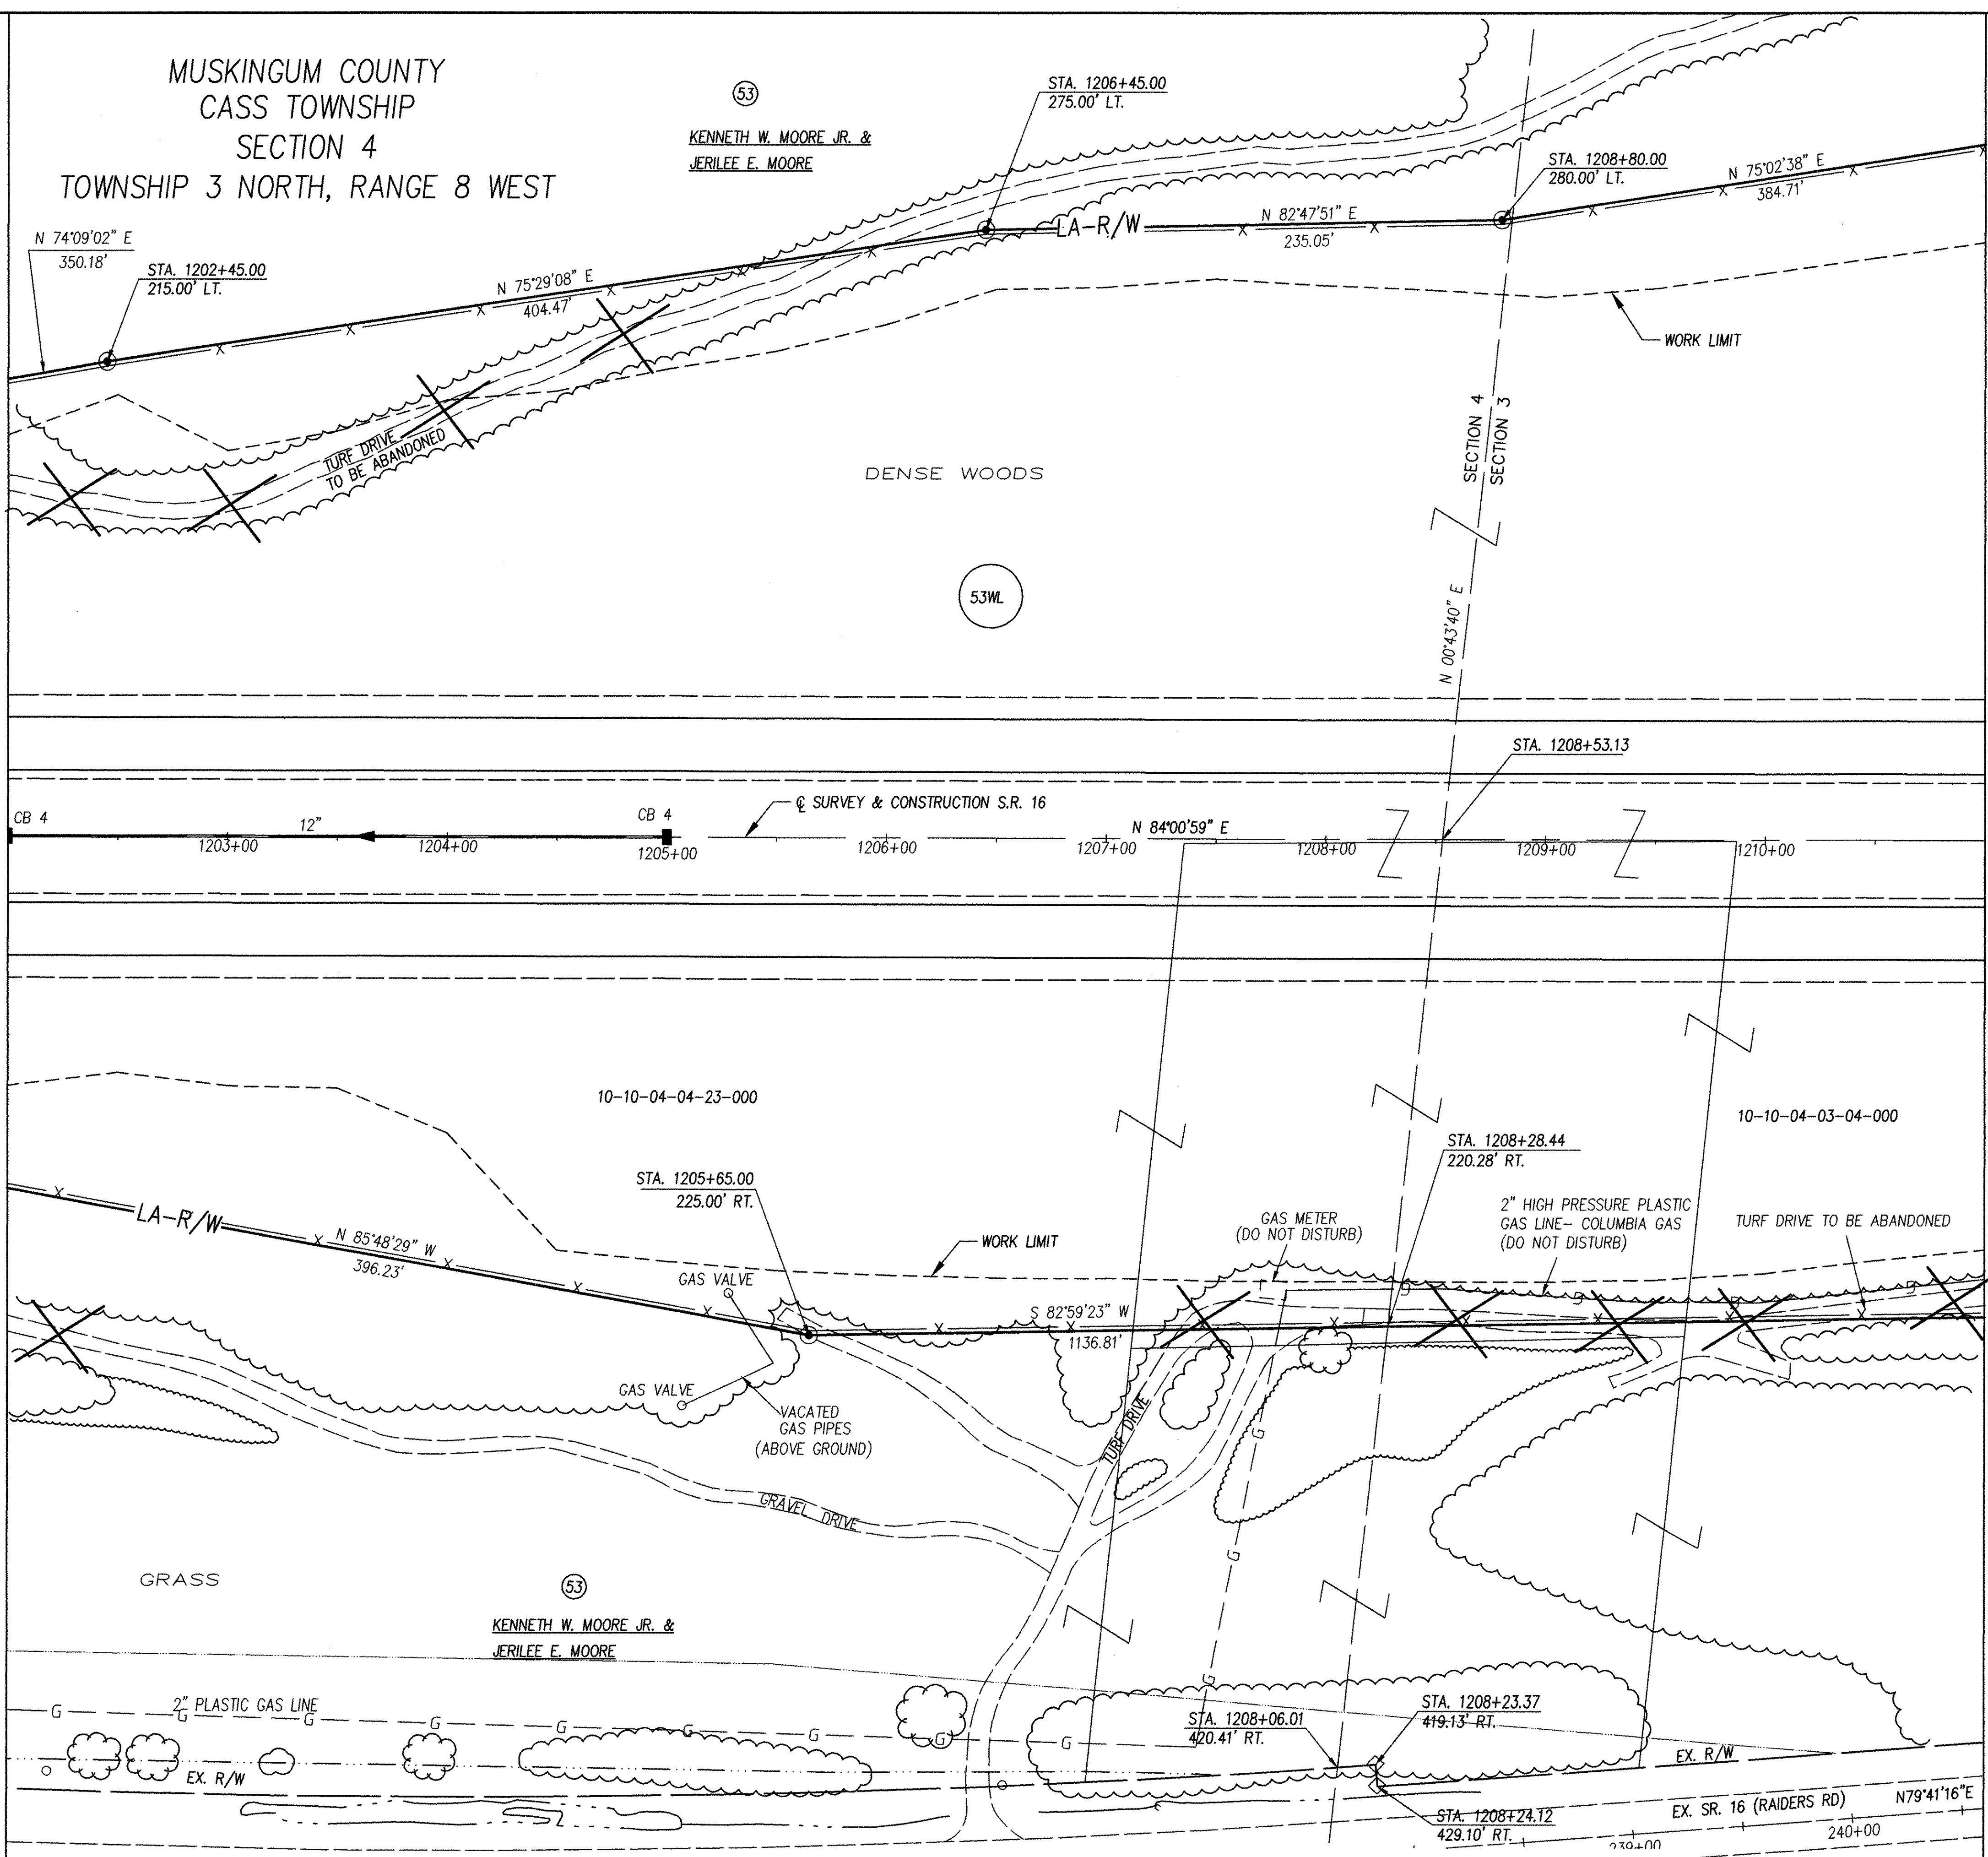 MUSKINGUM COUNTY
CASS TOWNSHIP
SECTION 4
TOWNSHIP 3 NORTH, RANGE 8 WEST
53
KENNETH W. MOORE JR. &
JERILEE E. MOORE
STA. 1206+45.00
275.00' LT.
STA. 1208+80.00
280.00' LT.
N 75°02'38" E
384.71'
N 74°09'02" E
350.18'
STA. 1202+45.00
215.00' LT.
N 75°29'08" E
404.47'
LA-R/W
N 82°47'51" E
235.05'
WORK LIMIT
TURF DRIVE
TO BE ABANDONED
DENSE WOODS
SECTION 4
SECTION 3
53WL
N 00°43'40" E
STA. 1208+53.13
CB 4
12"
CB 4
℄ SURVEY & CONSTRUCTION S.R. 16
N 84°00'59" E
1203+00
1204+00
1205+00
1206+00
1207+00
1208+00
1209+00
1210+00
10-10-04-04-23-000
10-10-04-03-04-000
STA. 1208+28.44
220.28' RT.
STA. 1205+65.00
225.00' RT.
LA-R/W
N 85°48'29" W
396.23'
WORK LIMIT
GAS METER
(DO NOT DISTURB)
2" HIGH PRESSURE PLASTIC
GAS LINE- COLUMBIA GAS
(DO NOT DISTURB)
TURF DRIVE TO BE ABANDONED
GAS VALVE
S 82°59'23" W
1136.81'
GAS VALVE
VACATED
GAS PIPES
(ABOVE GROUND)
TURF DRIVE
G
GRAVEL DRIVE
G
GRASS
53
KENNETH W. MOORE JR. &
JERILEE E. MOORE
G
2" PLASTIC GAS LINE
G G G G G G G G G
STA. 1208+06.01
420.41' RT.
STA. 1208+23.37
419.13' RT.
EX. R/W
EX. R/W
STA. 1208+24.12
429.10' RT.
EX. SR. 16 (RAIDERS RD)
N79°41'16"E
239+00
240+00